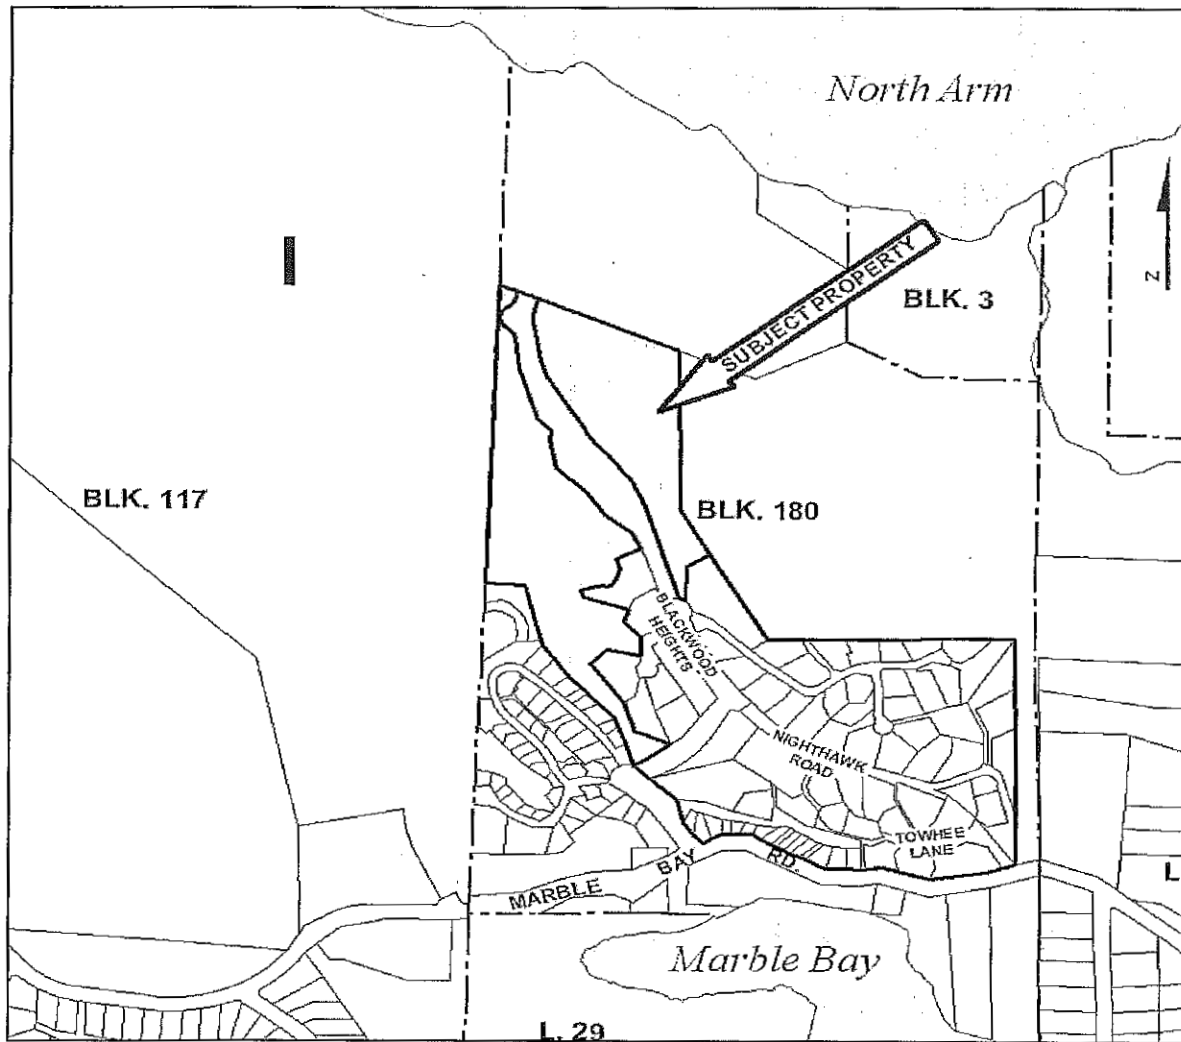 North Arm
SUBJECT PROPERTY
BLK. 3
Z
BLK. 117
BLK. 180
BLACKWOOD
HEIGHTS
NIGHTHAWK
ROAD
TOWHEE
LANE
MARBLE BAY RD.
L
Marble Bay
L. 29